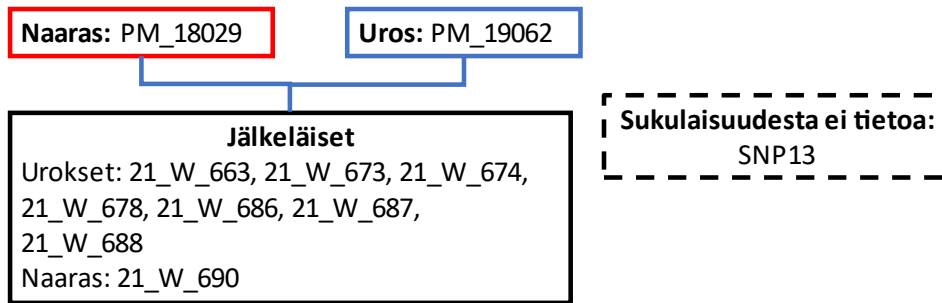 Naaras: PM_18029
Uros: PM_19062
Jälkeläiset
Urokset: 21_W_663, 21_W_673, 21_W_674,
21_W_678, 21_W_686, 21_W_687,
21_W_688
Naaras: 21_W_690
Sukulaisuudesta ei tietoa:
SNP13